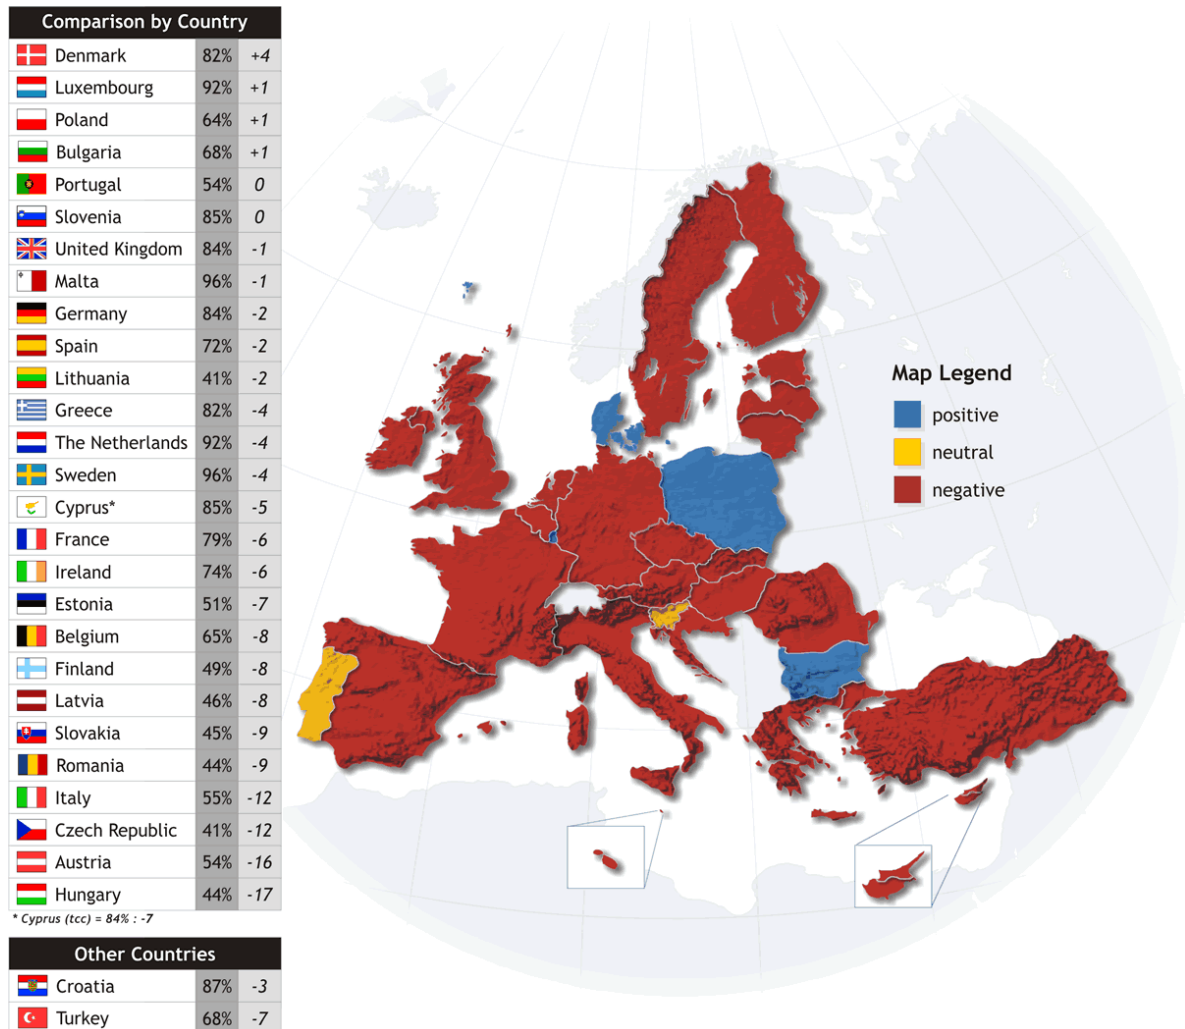 Comparison by Country
Denmark 82% +4
Luxembourg 92% +1
Poland 64% +1
Bulgaria 68% +1
Portugal 54% 0
Slovenia 85% 0
United Kingdom 84% -1
Malta 96% -1
Germany 84% -2
Spain 72% -2
Lithuania 41% -2
Greece 82% -4
The Netherlands 92% -4
Sweden 96% -4
Cyprus* 85% -5
France 79% -6
Ireland 74% -6
Estonia 51% -7
Belgium 65% -8
Finland 49% -8
Latvia 46% -8
Slovakia 45% -9
Romania 44% -9
Italy 55% -12
Czech Republic 41% -12
Austria 54% -16
Hungary 44% -17
* Cyprus (tcc) = 84% : -7
Other Countries
Croatia 87% -3
Turkey 68% -7
Map Legend
positive
neutral
negative